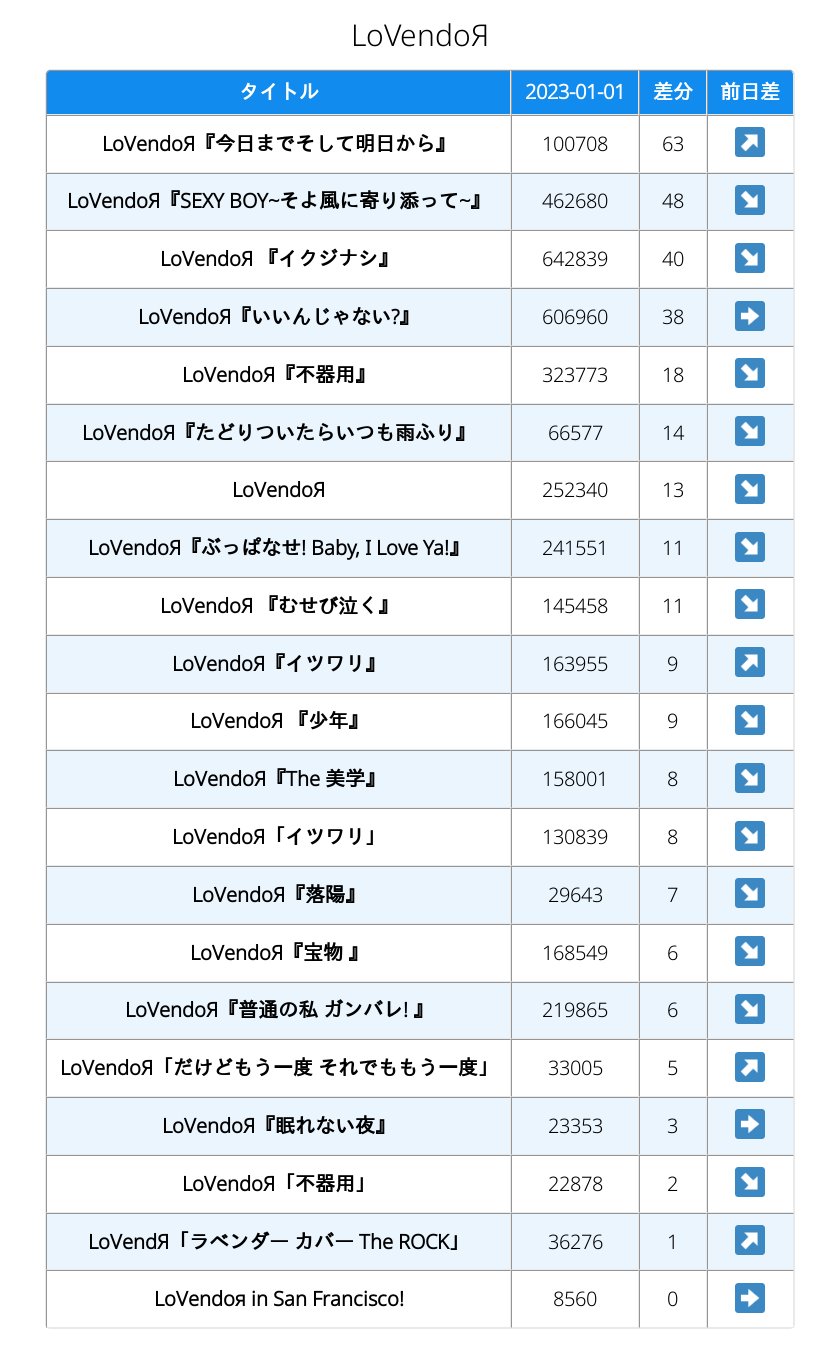 LoVendoЯ
タイトル 2023-01-01 差分 前日差
LoVendoЯ『今日までそして明日から』 100708 63 ↗
LoVendoЯ『SEXY BOY~そよ風に寄り添って~』 462680 48 ↘
LoVendoЯ 『イクジナシ』 642839 40 ↘
LoVendoЯ『いいんじゃない?』 606960 38 ➡
LoVendoЯ『不器用』 323773 18 ↘
LoVendoЯ『たどりついたらいつも雨ふり』 66577 14 ↘
LoVendoЯ 252340 13 ↘
LoVendoЯ『ぶっぱなせ! Baby, I Love Ya!』 241551 11 ↘
LoVendoЯ 『むせび泣く』 145458 11 ↘
LoVendoЯ『イツワリ』 163955 9 ↗
LoVendoЯ 『少年』 166045 9 ↘
LoVendoЯ『The 美学』 158001 8 ↘
LoVendoЯ「イツワリ」 130839 8 ↘
LoVendoЯ『落陽』 29643 7 ↘
LoVendoЯ『宝物 』 168549 6 ↘
LoVendoЯ『普通の私 ガンバレ! 』 219865 6 ↘
LoVendoЯ「だけどもう一度 それでももう一度」 33005 5 ↗
LoVendoЯ『眠れない夜』 23353 3 ➡
LoVendoЯ「不器用」 22878 2 ↘
LoVendЯ「ラベンダー カバー The ROCK」 36276 1 ↗
LoVendoя in San Francisco! 8560 0 ➡